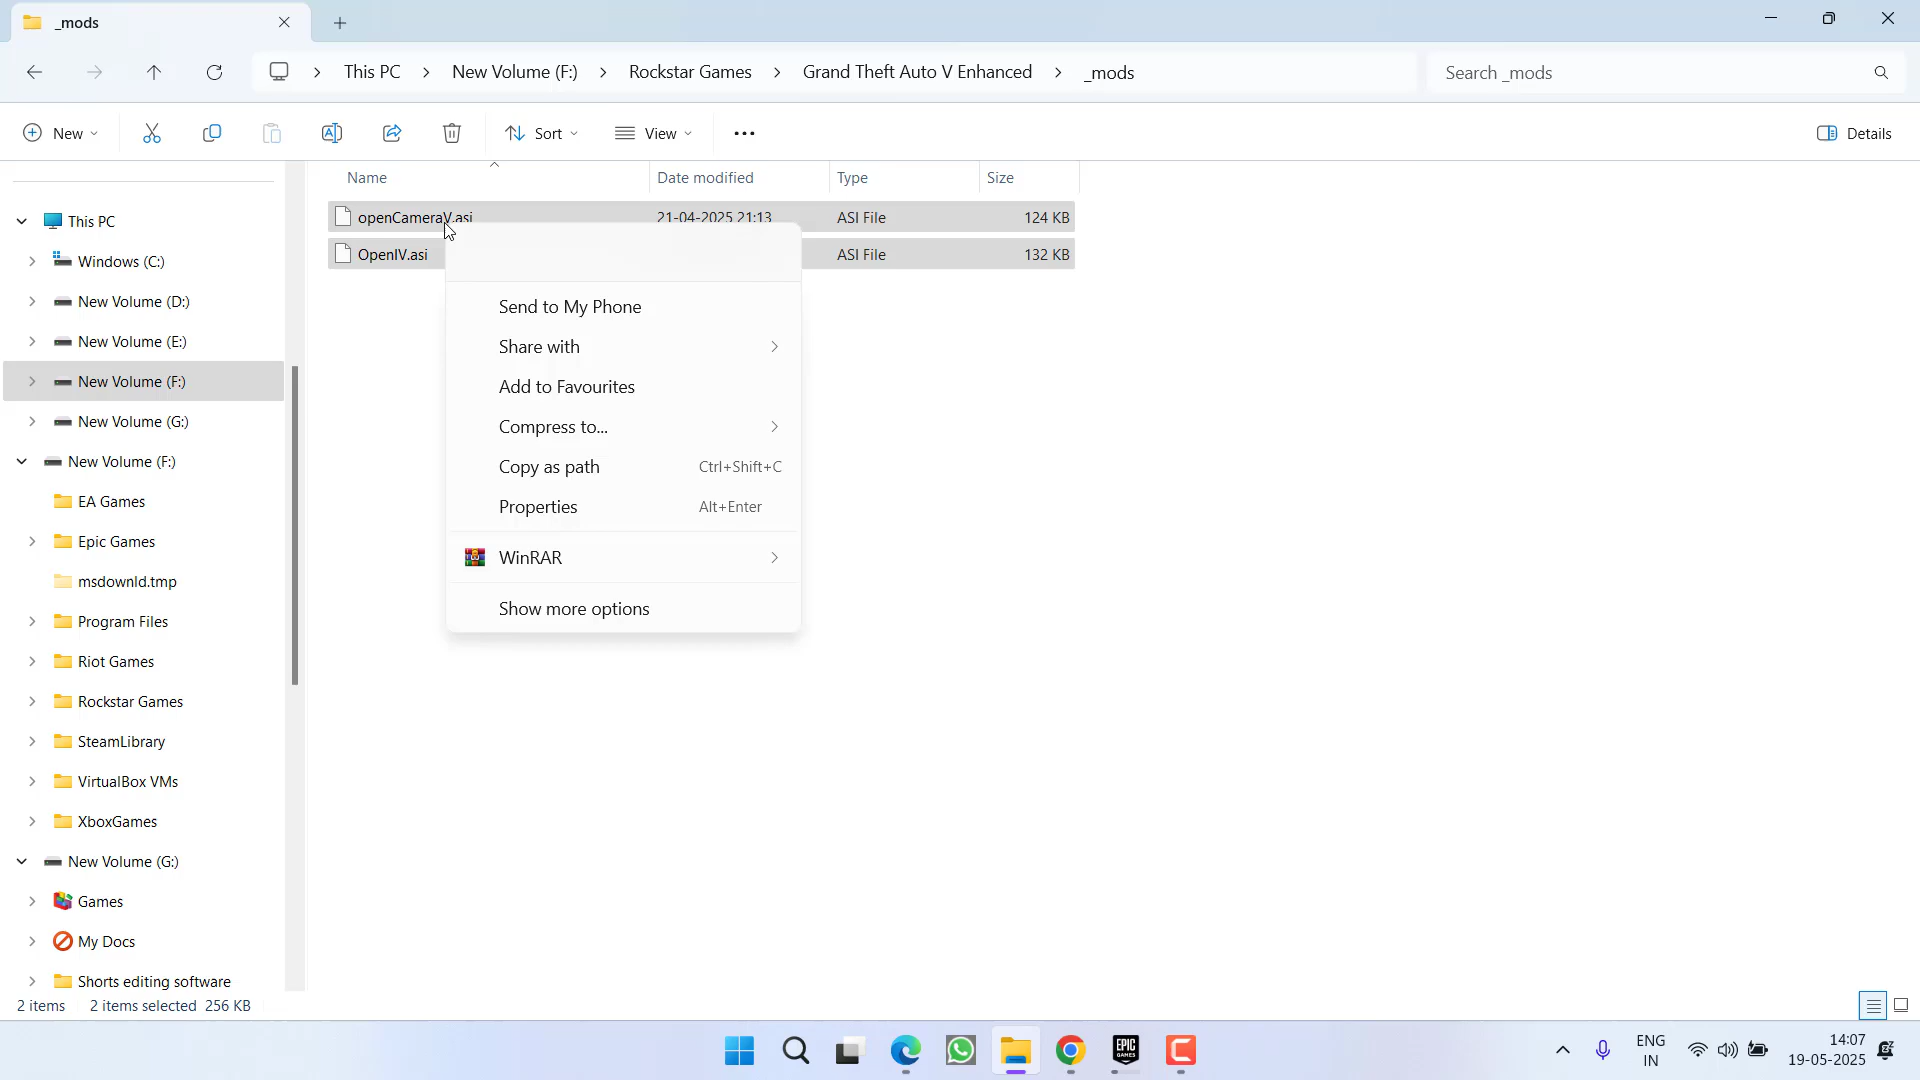 _mods
This PC
New Volume (F:)
Rockstar Games
Grand Theft Auto V Enhanced
_mods
Search _mods
New
Sort
View
Details
Name
Date modified
Type
Size
openCameraV.asi
21-04-2025 21:13
ASI File
124 KB
OpenIV.asi
ASI File
132 KB
This PC
Windows (C:)
New Volume (D:)
New Volume (E:)
New Volume (F:)
New Volume (G:)
New Volume (F:)
EA Games
Epic Games
msdownld.tmp
Program Files
Riot Games
Rockstar Games
SteamLibrary
VirtualBox VMs
XboxGames
New Volume (G:)
Games
My Docs
Shorts editing software
Send to My Phone
Share with
Add to Favourites
Compress to...
Copy as path Ctrl+Shift+C
Properties Alt+Enter
WinRAR
Show more options
2 items 2 items selected 256 KB
EPIC
GAMES
ENG
IN
14:07
19-05-2025